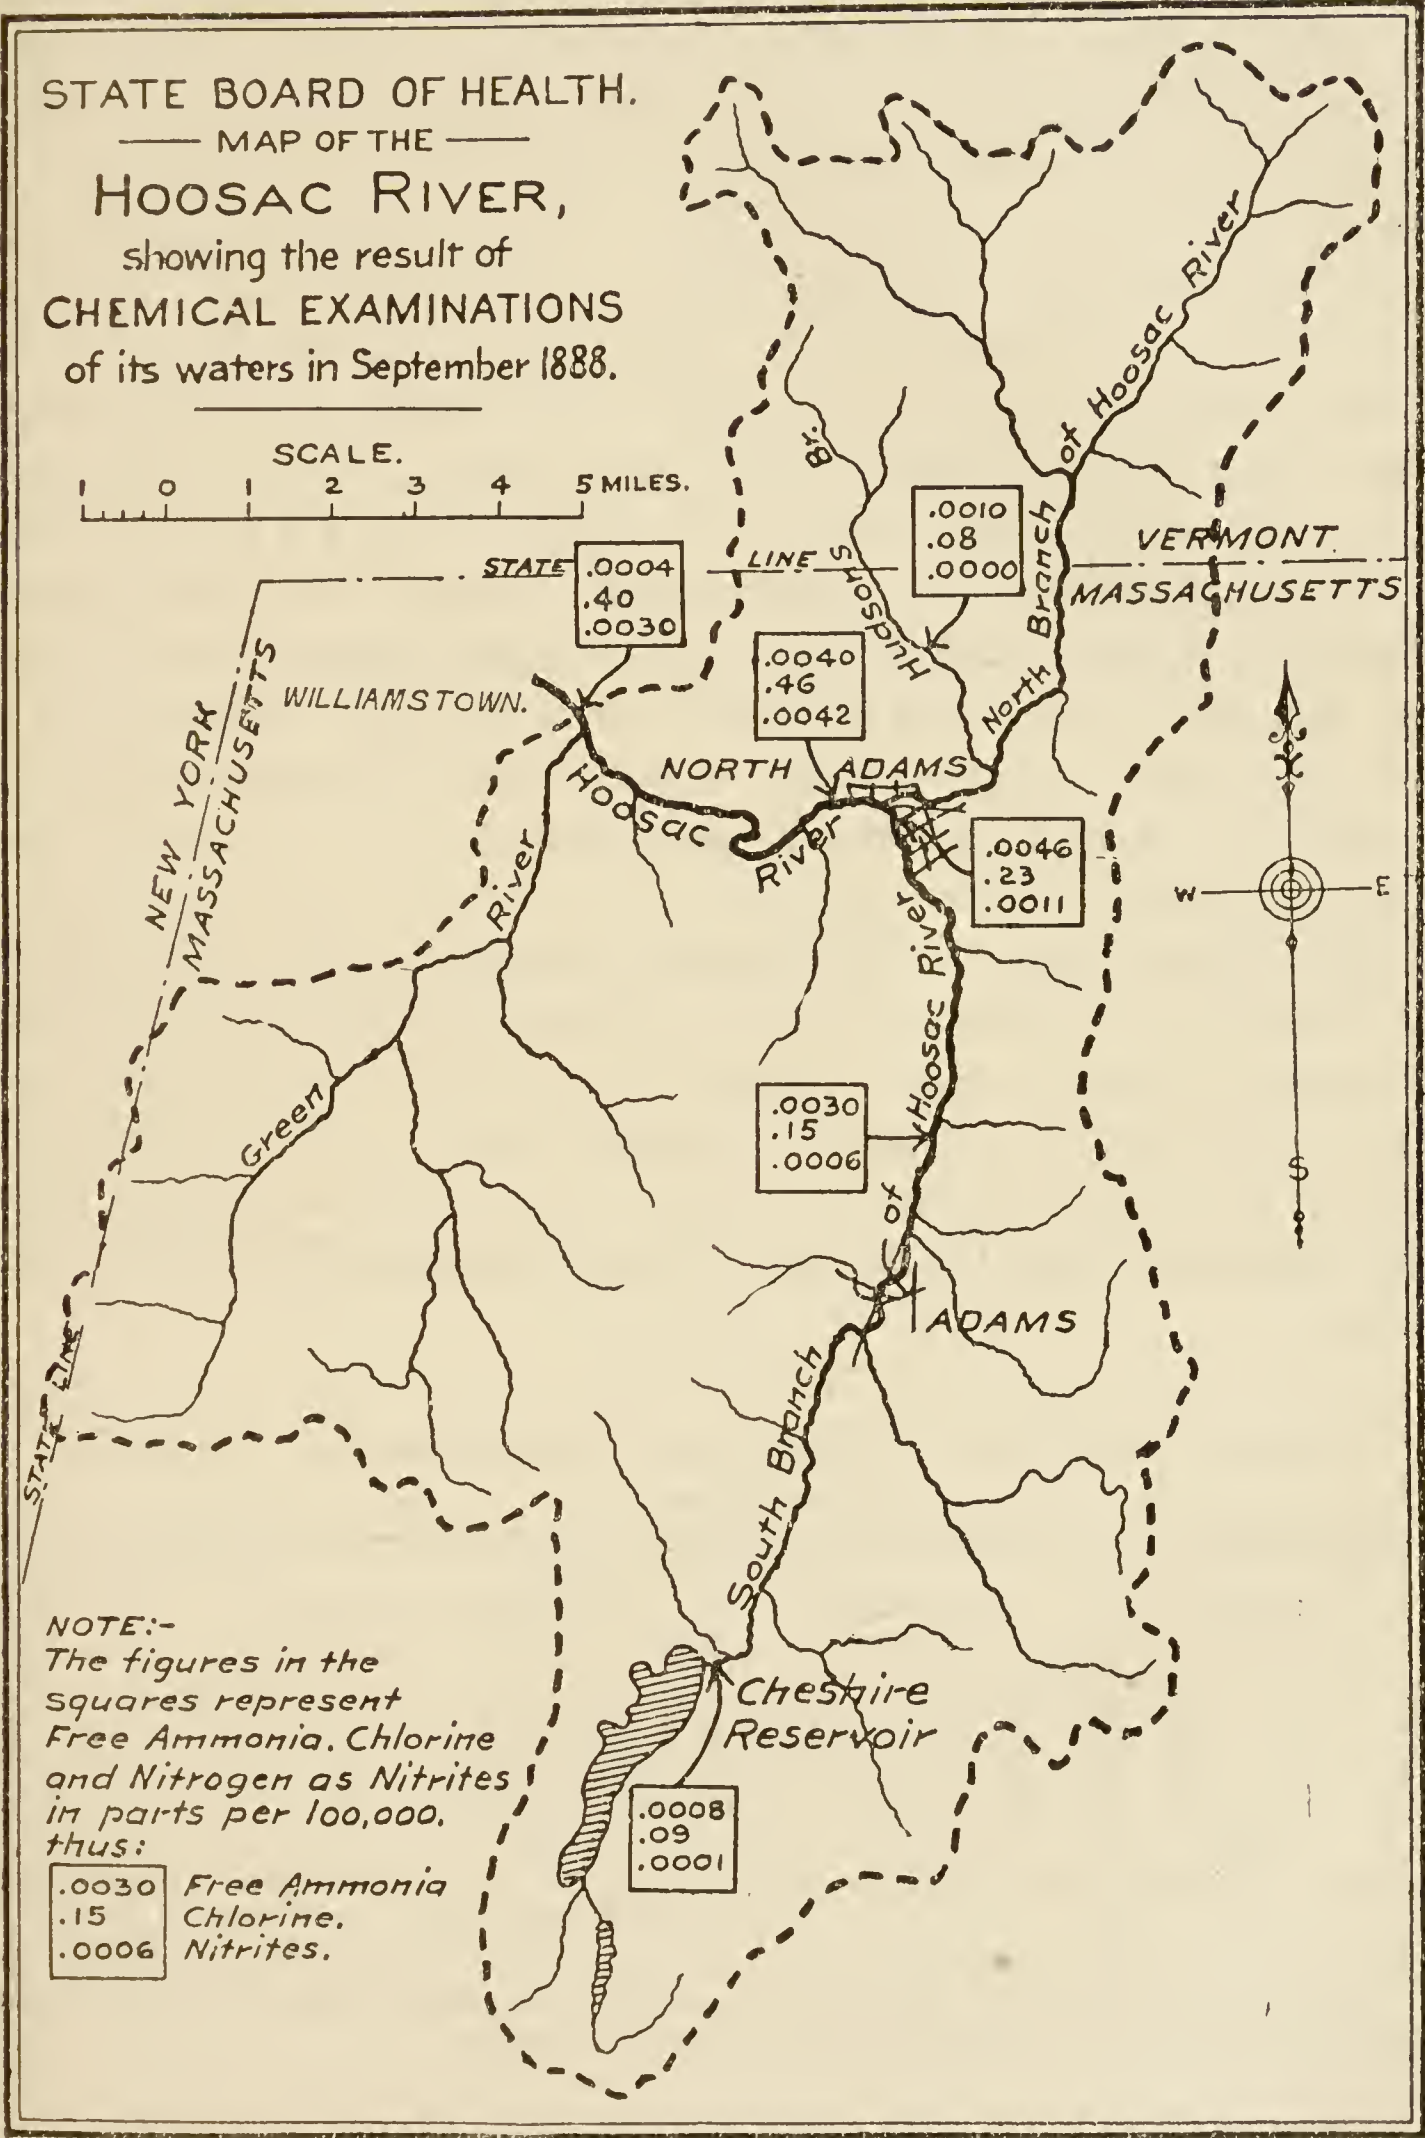 STATE BOARD OF HEALTH.
MAP OF THE
HOOSAC RIVER,
showing the result of
CHEMICAL EXAMINATIONS
of its waters in September 1888.
SCALE.
1 0 1 2 3 4 5 MILES.
of Hoosac River
Br.
.0010
.08
.0000
Branch
VERMONT
MASSACHUSETTS
STATE
LINE
.0004
.40
.0030
Hudson
.0040
.46
.0042
North
NEW YORK
MASSACHUSETTS
WILLIAMSTOWN.
NORTH ADAMS
Hoosac River
.0046
.23
.0011
W
E
S
River
Green
Hoosac River
.0030
.15
.0006
of
ADAMS
STATE LINE
South Branch
Cheshire
Reservoir
.0008
.09
.0001
NOTE:-
The figures in the
squares represent
Free Ammonia. Chlorine
and Nitrogen as Nitrites
in parts per 100,000.
thus:
.0030 Free Ammonia
.15 Chlorine.
.0006 Nitrites.